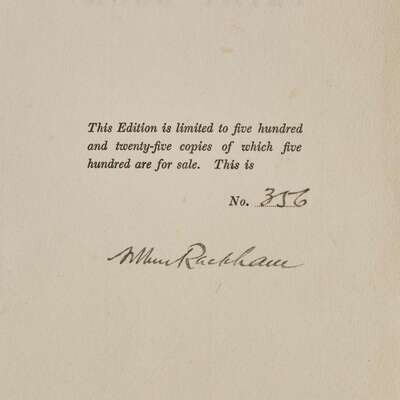 This Edition is limited to five hundred
and twenty-five copies of which five
hundred are for sale. This is
No. 356
Arthur Rackham